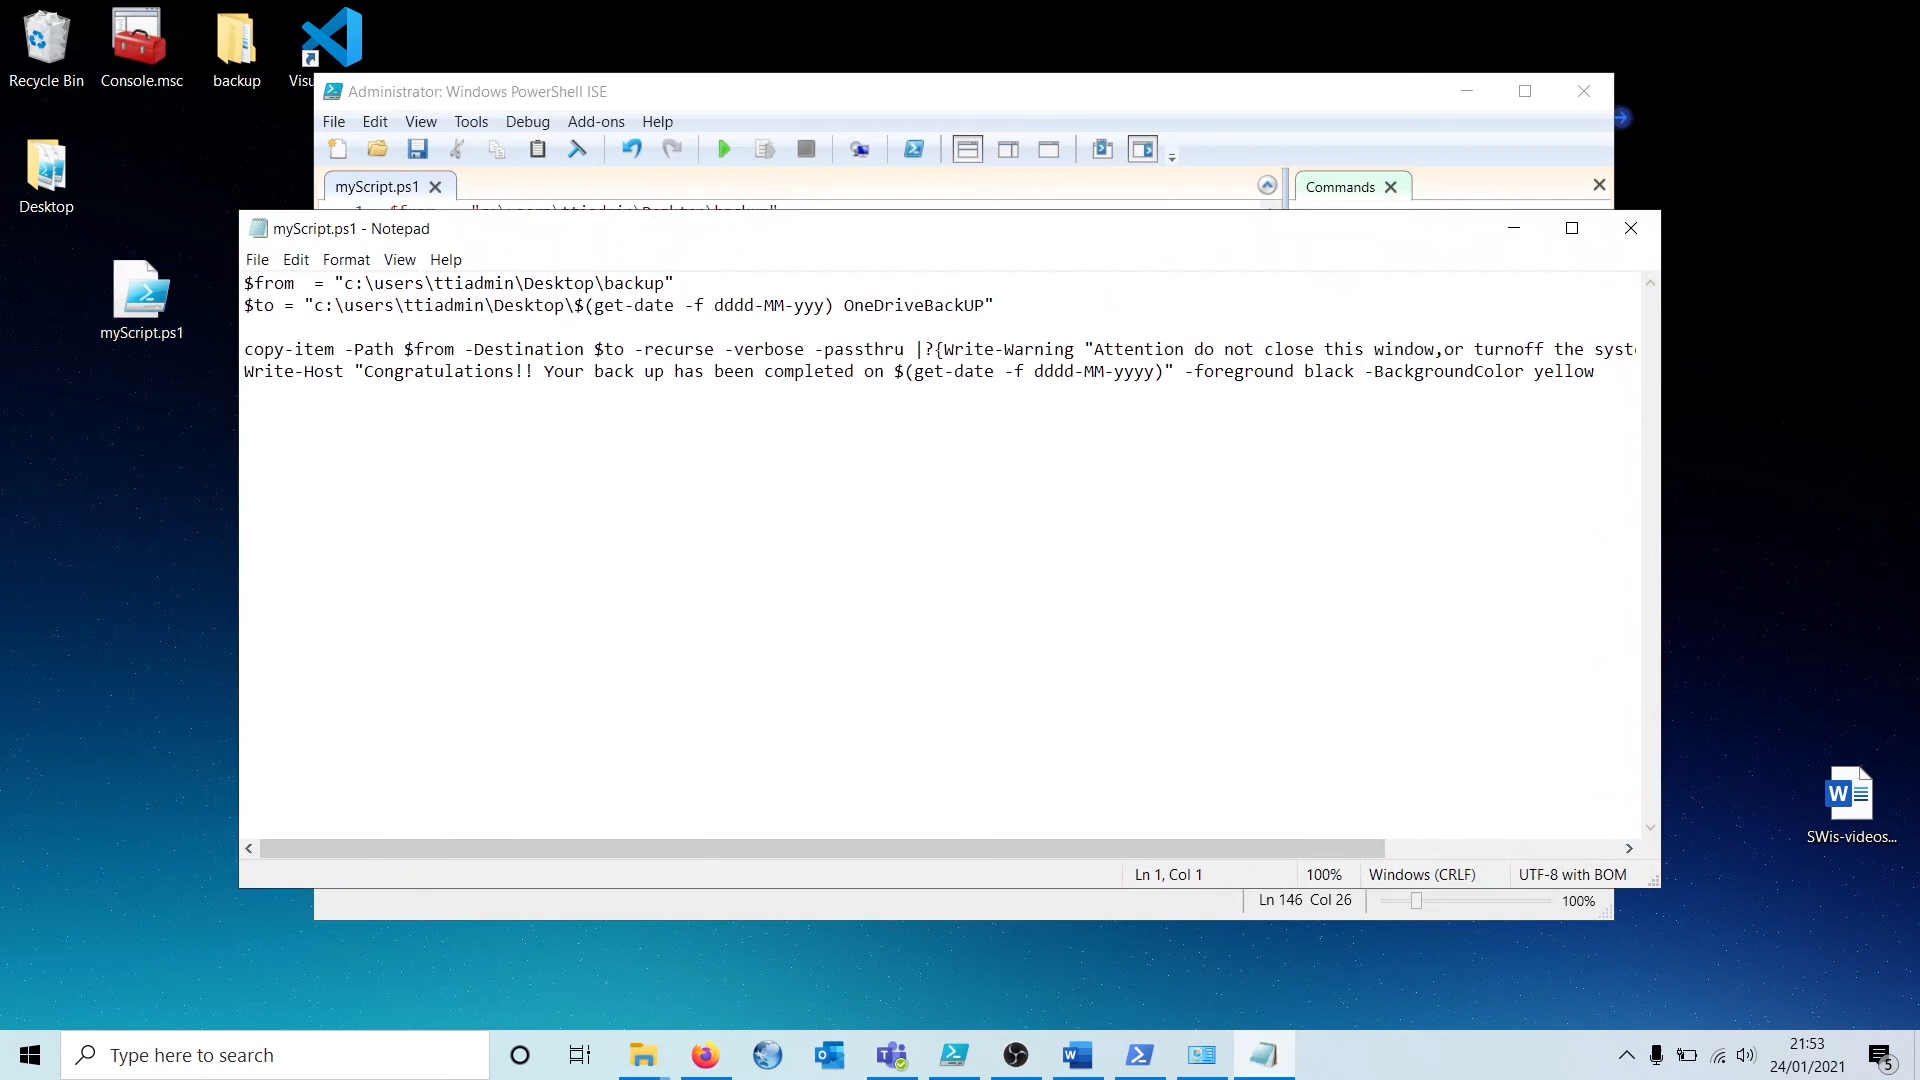 Recycle Bin
Console.msc
backup
Desktop
myScript.ps1
Administrator: Windows PowerShell ISE
File Edit View Tools Debug Add-ons Help
myScript.ps1
Commands
myScript.ps1 - Notepad
File Edit Format View Help
$from  = "c:\users\ttiadmin\Desktop\backup"
$to = "c:\users\ttiadmin\Desktop\$(get-date -f dddd-MM-yyy) OneDriveBackUP"
copy-item -Path $from -Destination $to -recurse -verbose -passthru |?{Write-Warning "Attention do not close this window,or turnoff the syst
Write-Host "Congratulations!! Your back up has been completed on $(get-date -f dddd-MM-yyyy)" -foreground black -BackgroundColor yellow
Ln 1, Col 1
100%
Windows (CRLF)
UTF-8 with BOM
Ln 146 Col 26
100%
W
SWis-videos...
Type here to search
21:53
24/01/2021
5